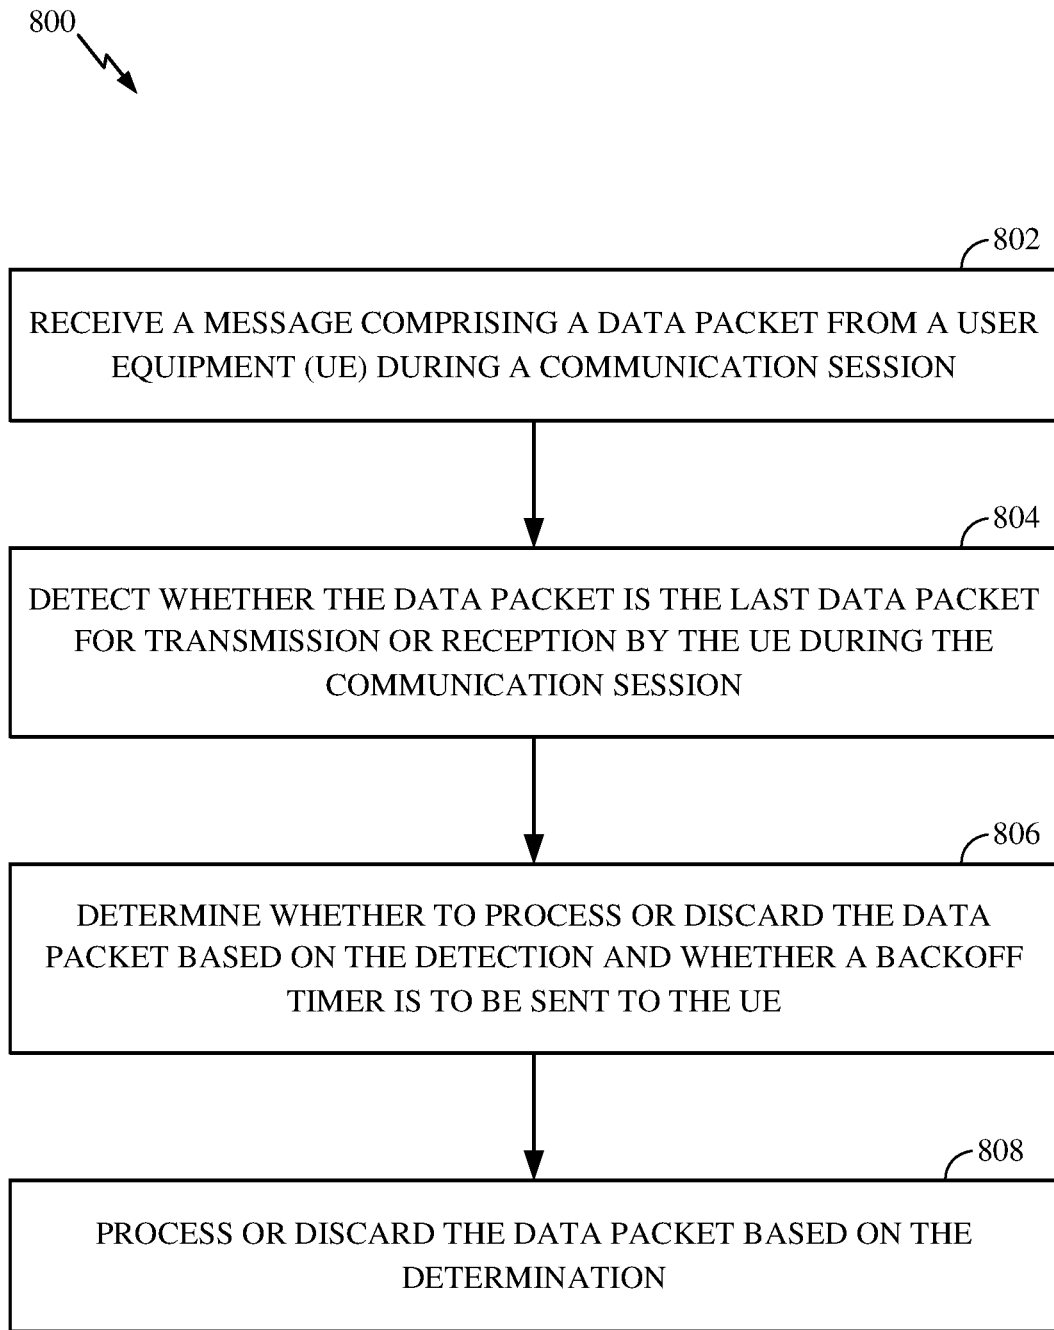 800
802
RECEIVE A MESSAGE COMPRISING A DATA PACKET FROM A USER
EQUIPMENT (UE) DURING A COMMUNICATION SESSION
804
DETECT WHETHER THE DATA PACKET IS THE LAST DATA PACKET
FOR TRANSMISSION OR RECEPTION BY THE UE DURING THE
COMMUNICATION SESSION
806
DETERMINE WHETHER TO PROCESS OR DISCARD THE DATA
PACKET BASED ON THE DETECTION AND WHETHER A BACKOFF
TIMER IS TO BE SENT TO THE UE
808
PROCESS OR DISCARD THE DATA PACKET BASED ON THE
DETERMINATION